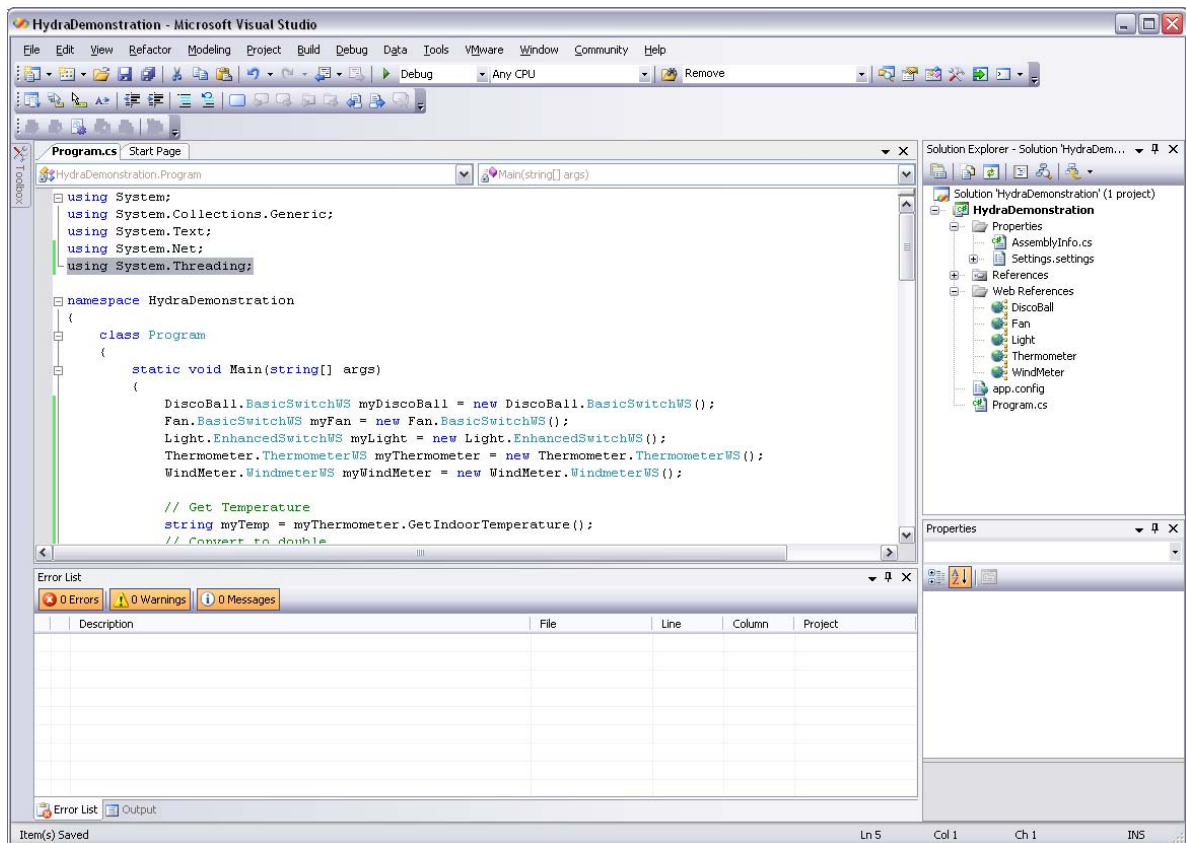 HydraDemonstration - Microsoft Visual Studio
File Edit View Refactor Modeling Project Build Debug Data Tools VMware Window Community Help
Debug Any CPU Remove
Toolbox
Program.cs Start Page
HydraDemonstration.Program Main(string[] args)
using System;
using System.Collections.Generic;
using System.Text;
using System.Net;
using System.Threading;
namespace HydraDemonstration
{
class Program
{
static void Main(string[] args)
{
DiscoBall.BasicSwitchWS myDiscoBall = new DiscoBall.BasicSwitchWS();
Fan.BasicSwitchWS myFan = new Fan.BasicSwitchWS();
Light.EnhancedSwitchWS myLight = new Light.EnhancedSwitchWS();
Thermometer.ThermometerWS myThermometer = new Thermometer.ThermometerWS();
WindMeter.WindmeterWS myWindMeter = new WindMeter.WindmeterWS();
// Get Temperature
string myTemp = myThermometer.GetIndoorTemperature();
// Convert to double
Solution Explorer - Solution 'HydraDem...
Solution 'HydraDemonstration' (1 project)
HydraDemonstration
Properties
AssemblyInfo.cs
Settings.settings
References
Web References
DiscoBall
Fan
Light
Thermometer
WindMeter
app.config
Program.cs
Properties
Error List
0 Errors 0 Warnings 0 Messages
Description File Line Column Project
Error List Output
Item(s) Saved Ln 5 Col 1 Ch 1 INS